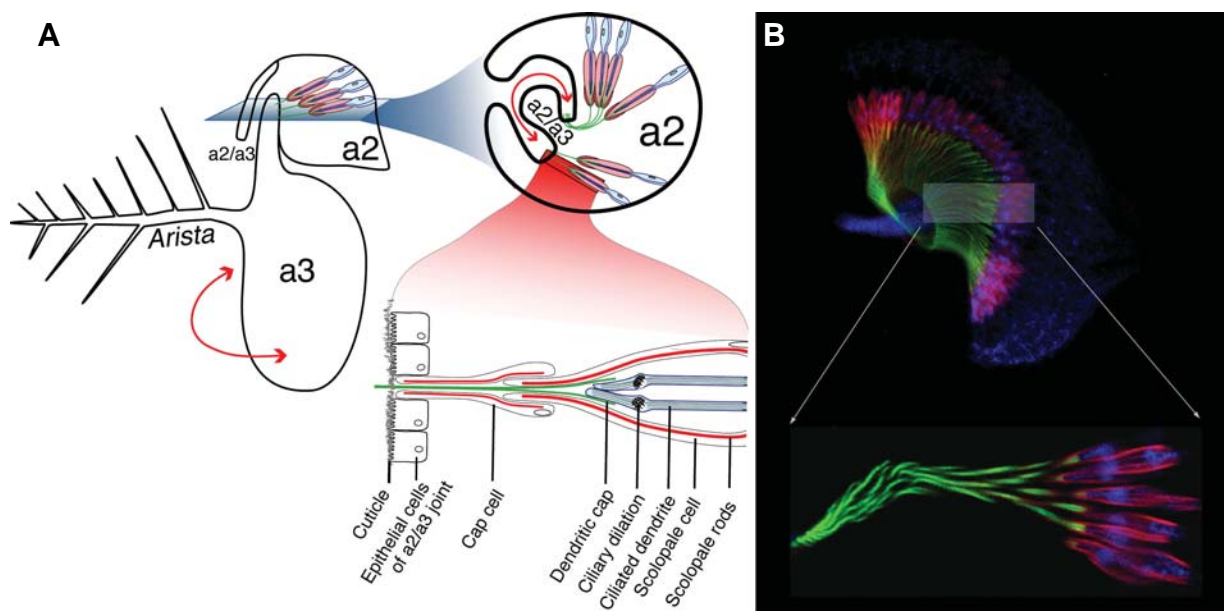 A
B
a2/a3
a2
a2/a3
a2
Arista
a3
Cuticle
Epithelial cells
of a2/a3 joint
Cap cell
Dendritic cap
Ciliary dilation
Ciliated dendrite
Scolopale cell
Scolopale rods